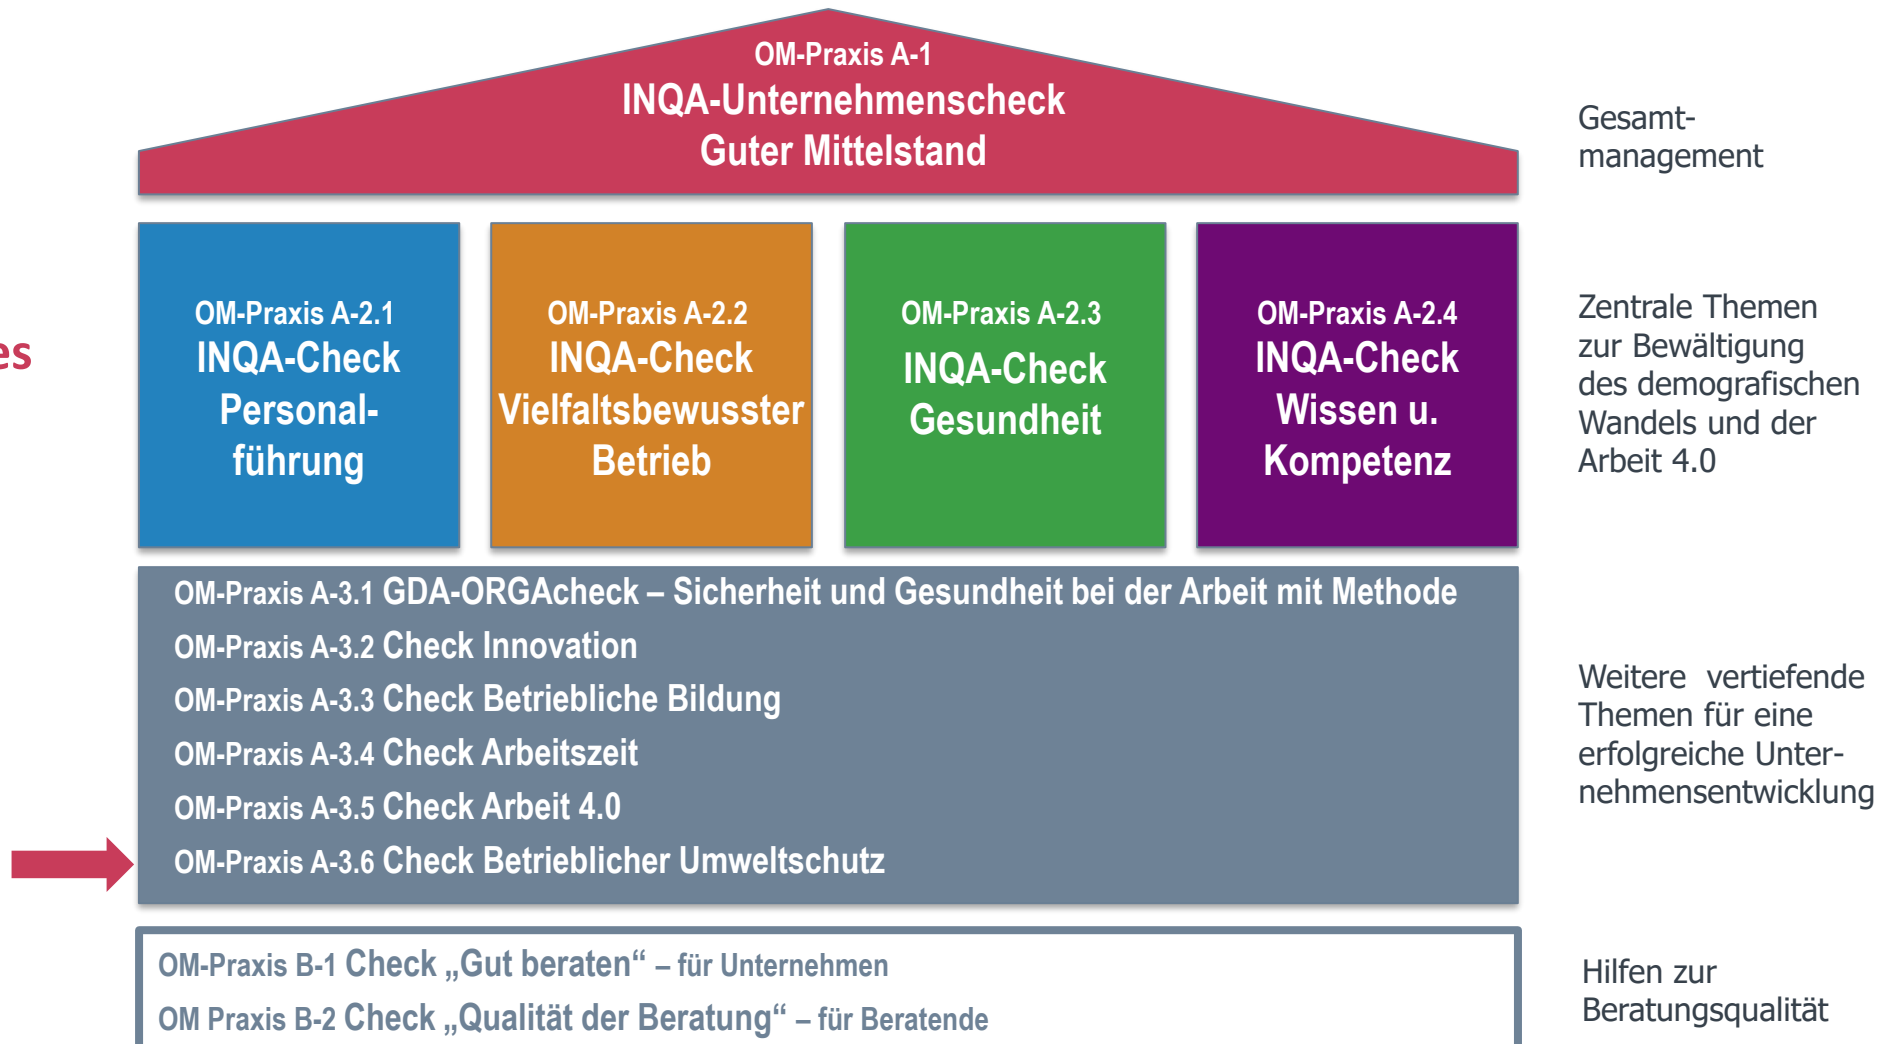 OM-Praxis A-1
INQA-Unternehmenscheck
Guter Mittelstand
Gesamt-
management
es
OM-Praxis A-2.1
INQA-Check
Personal-
führung
OM-Praxis A-2.2
INQA-Check
Vielfaltsbewusster
Betrieb
OM-Praxis A-2.3
INQA-Check
Gesundheit
OM-Praxis A-2.4
INQA-Check
Wissen u.
Kompetenz
Zentrale Themen
zur Bewältigung
des demografischen
Wandels und der
Arbeit 4.0
OM-Praxis A-3.1 GDA-ORGAcheck – Sicherheit und Gesundheit bei der Arbeit mit Methode
OM-Praxis A-3.2 Check Innovation
OM-Praxis A-3.3 Check Betriebliche Bildung
OM-Praxis A-3.4 Check Arbeitszeit
OM-Praxis A-3.5 Check Arbeit 4.0
OM-Praxis A-3.6 Check Betrieblicher Umweltschutz
Weitere vertiefende
Themen für eine
erfolgreiche Unter-
nehmensentwicklung
OM-Praxis B-1 Check „Gut beraten“ – für Unternehmen
OM Praxis B-2 Check „Qualität der Beratung“ – für Beratende
Hilfen zur
Beratungsqualität